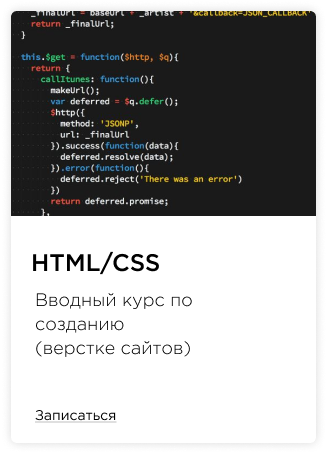 _finalUrl = baseUrl + _artist + '&callback=JSON_CALLBACK'
return _finalUrl;
}
this.$get = function($http, $q){
return {
callItunes: function(){
makeUrl();
var deferred = $q.defer();
$http({
method: 'JSONP',
url: _finalUrl
}).success(function(data){
deferred.resolve(data);
}).error(function(){
deferred.reject('There was an error')
})
return deferred.promise;
},
HTML/CSS
Вводный курс по
созданию
(верстке сайтов)
Записаться